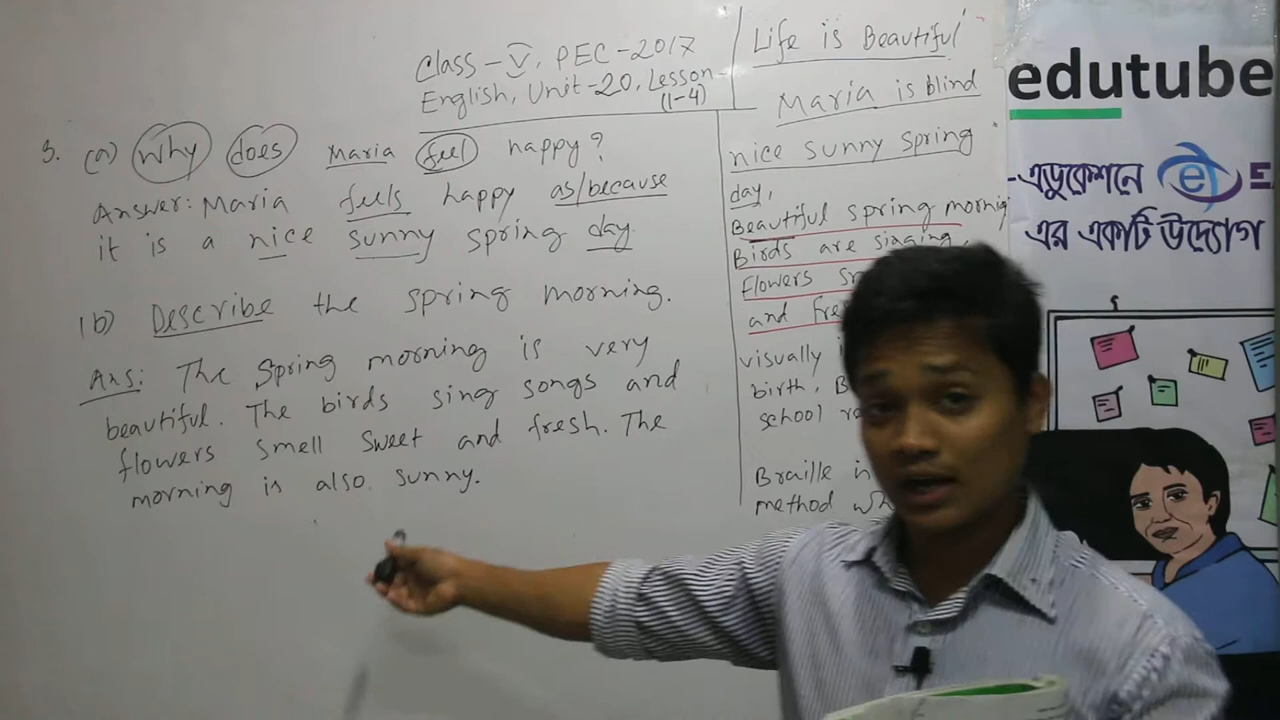 Class - V, PEC - 2017
English, Unit - 20, Lesson -
(1-4)
3. (a) Why does Maria feel happy?
Answer: Maria feels happy as/because
it is a nice sunny spring day.
(b) Describe the spring morning.
Ans: The spring morning is very
beautiful. The birds sing songs and
flowers smell sweet and fresh. The
morning is also sunny.
Life is Beautiful
Maria is blind
nice sunny spring
day,
Beautiful spring morning
Birds are singing,
flowers
and
visually
birth,
school
Braille in
method
edutube
-এডুকেশনে e E
এর একটি উদ্যোগ